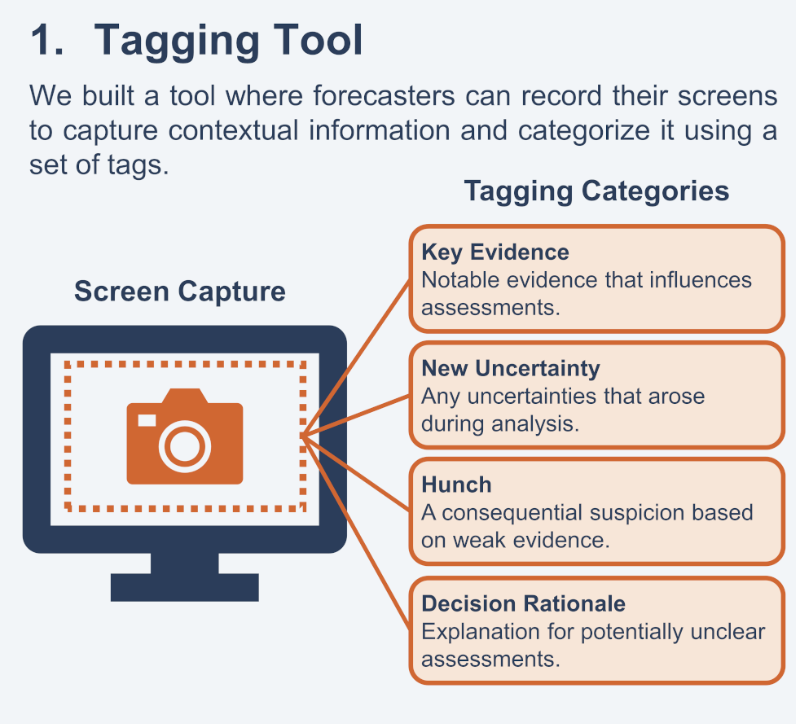 1. Tagging Tool
We built a tool where forecasters can record their screens
to capture contextual information and categorize it using a
set of tags.
Tagging Categories
Screen Capture
Key Evidence
Notable evidence that influences
assessments.
New Uncertainty
Any uncertainties that arose
during analysis.
Hunch
A consequential suspicion based
on weak evidence.
Decision Rationale
Explanation for potentially unclear
assessments.